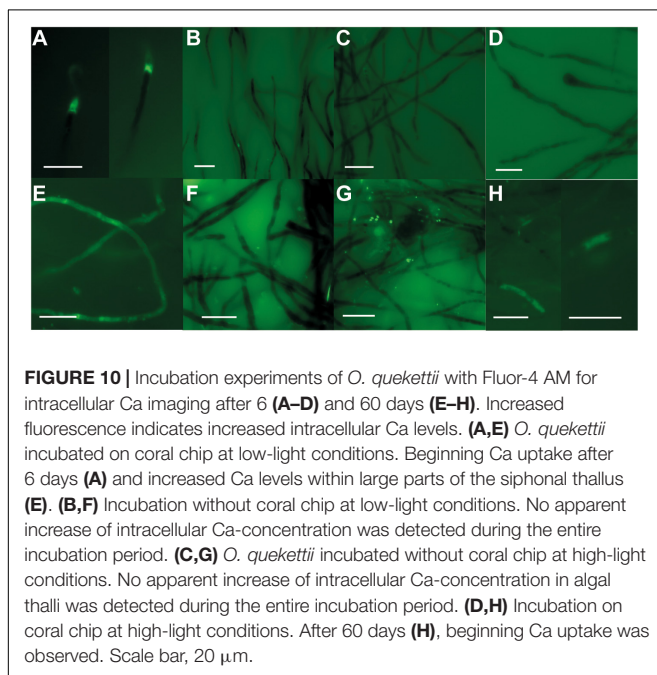 A B C D
E F G H
FIGURE 10 | Incubation experiments of O. quekettii with Fluor-4 AM for
intracellular Ca imaging after 6 (A–D) and 60 days (E–H). Increased
fluorescence indicates increased intracellular Ca levels. (A,E) O. quekettii
incubated on coral chip at low-light conditions. Beginning Ca uptake after
6 days (A) and increased Ca levels within large parts of the siphonal thallus
(E). (B,F) Incubation without coral chip at low-light conditions. No apparent
increase of intracellular Ca-concentration was detected during the entire
incubation period. (C,G) O. quekettii incubated without coral chip at high-light
conditions. No apparent increase of intracellular Ca-concentration in algal
thalli was detected during the entire incubation period. (D,H) Incubation on
coral chip at high-light conditions. After 60 days (H), beginning Ca uptake was
observed. Scale bar, 20 μm.